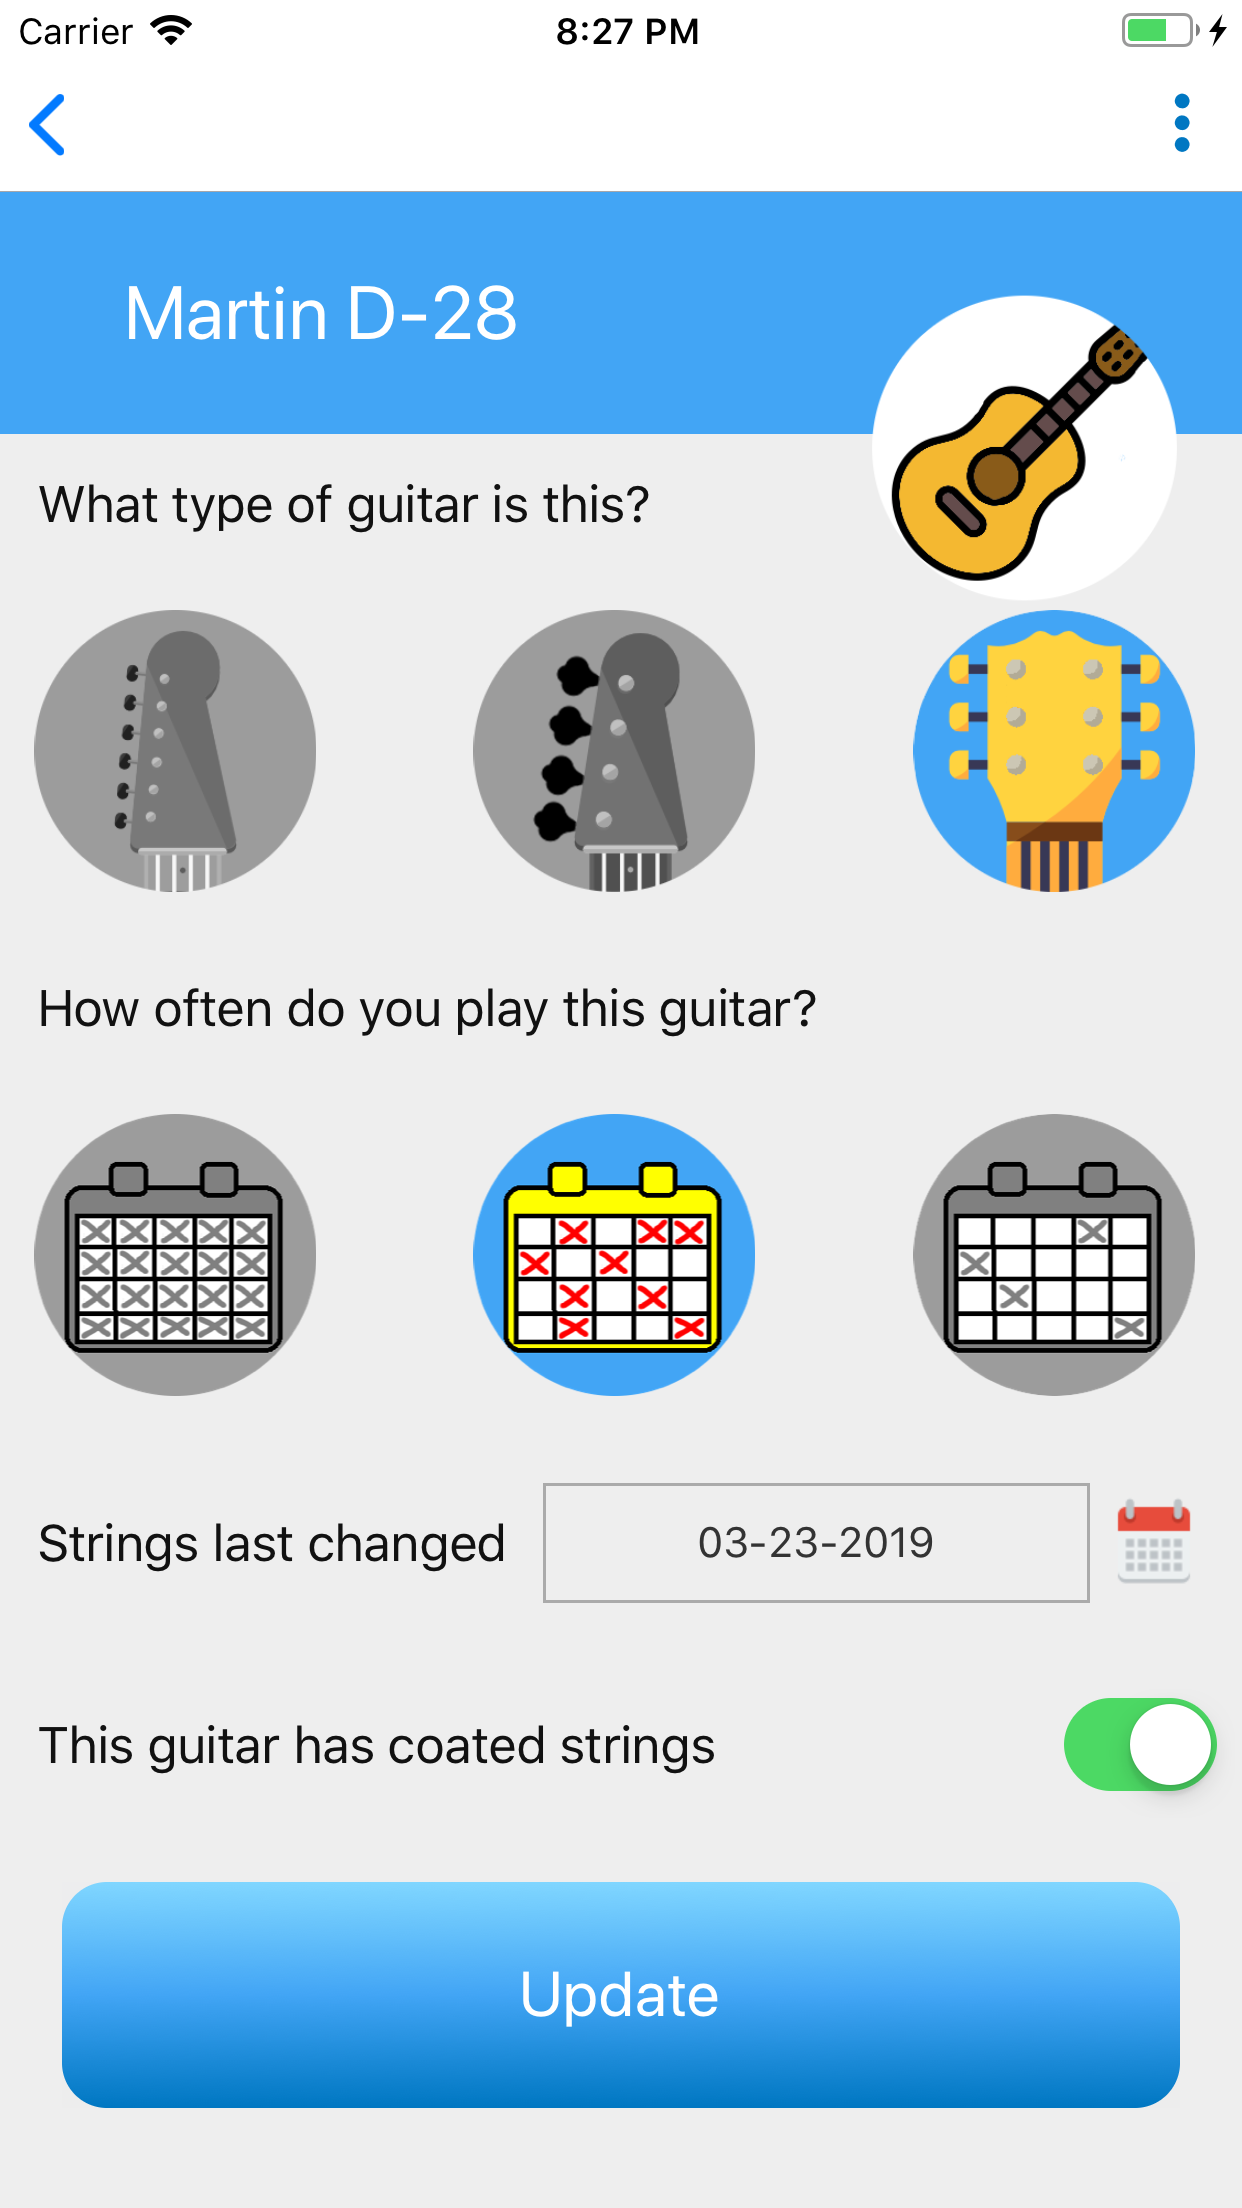 Carrier
8:27 PM
Martin D-28
What type of guitar is this?
How often do you play this guitar?
Strings last changed
03-23-2019
This guitar has coated strings
Update